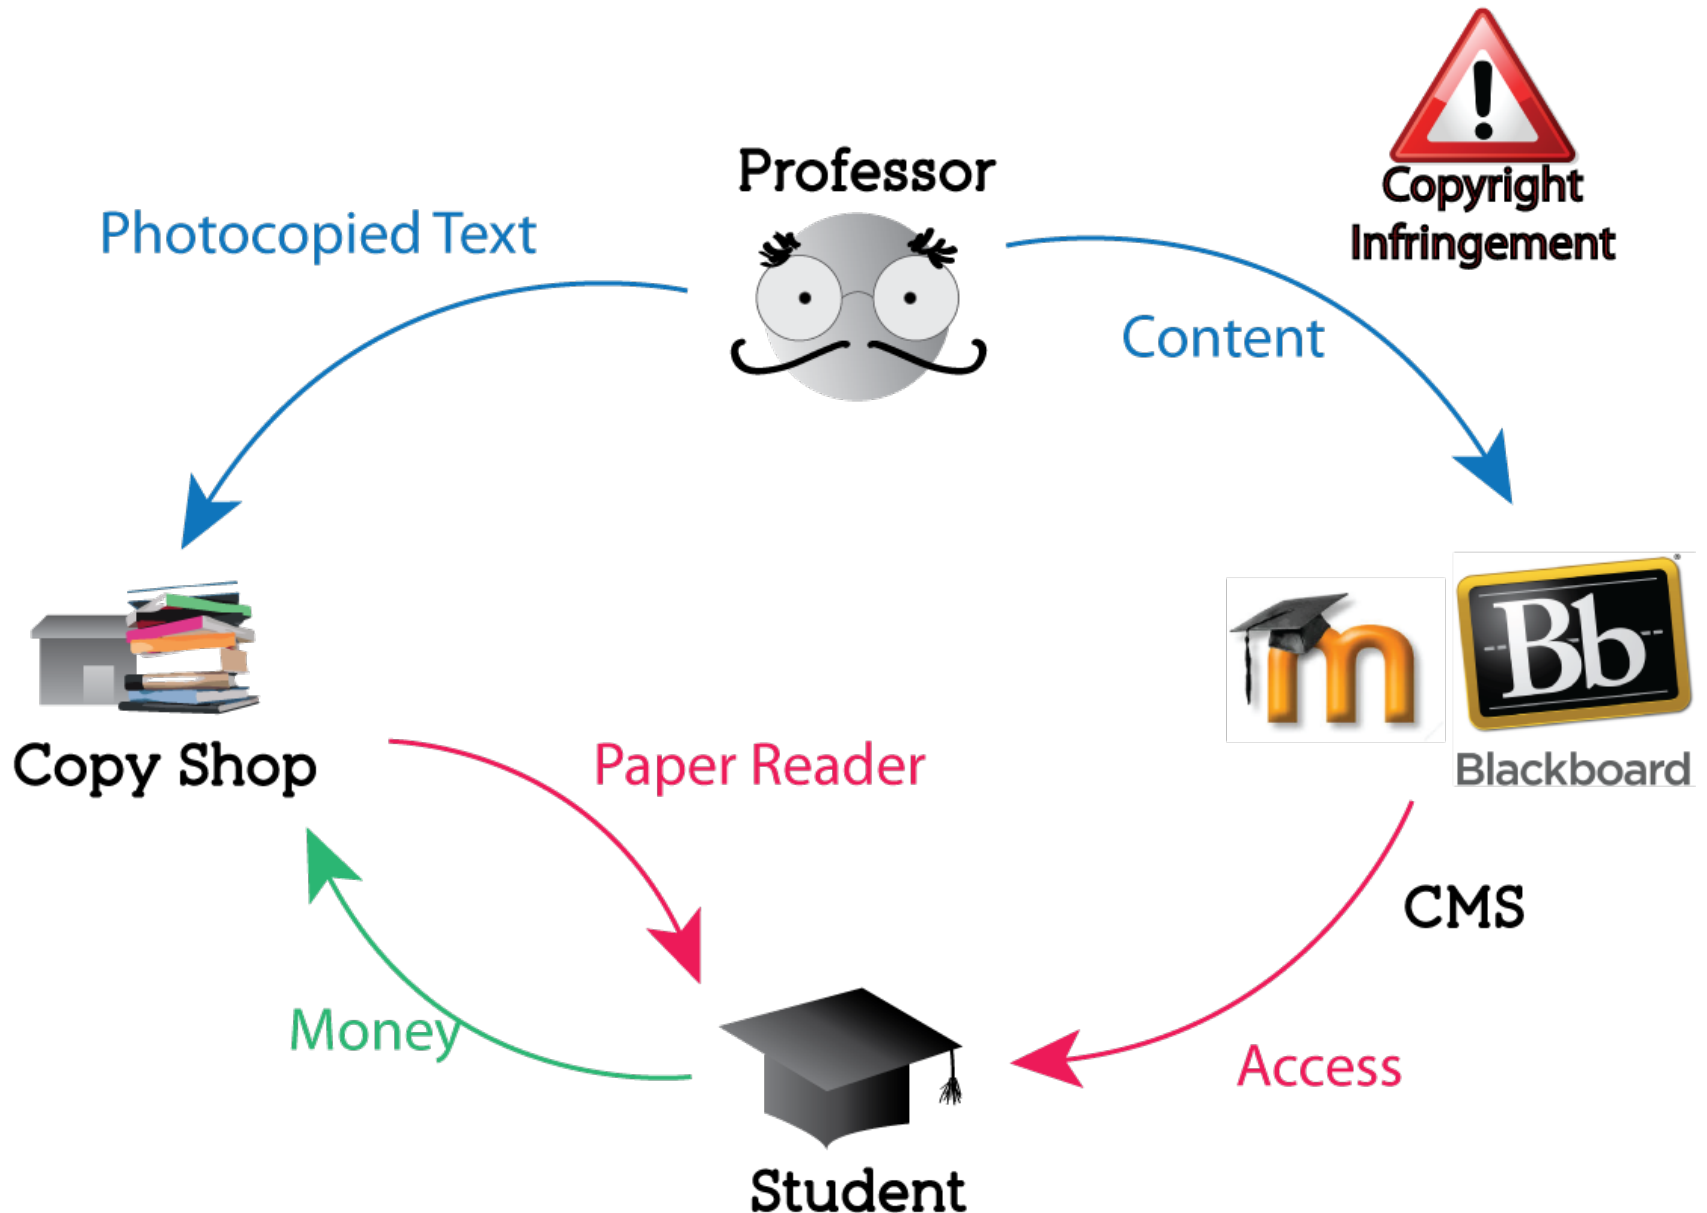 Professor
Copyright
Infringement
Photocopied Text
Content
m
Bb
®
Blackboard
Copy Shop
Paper Reader
CMS
Money
Access
Student